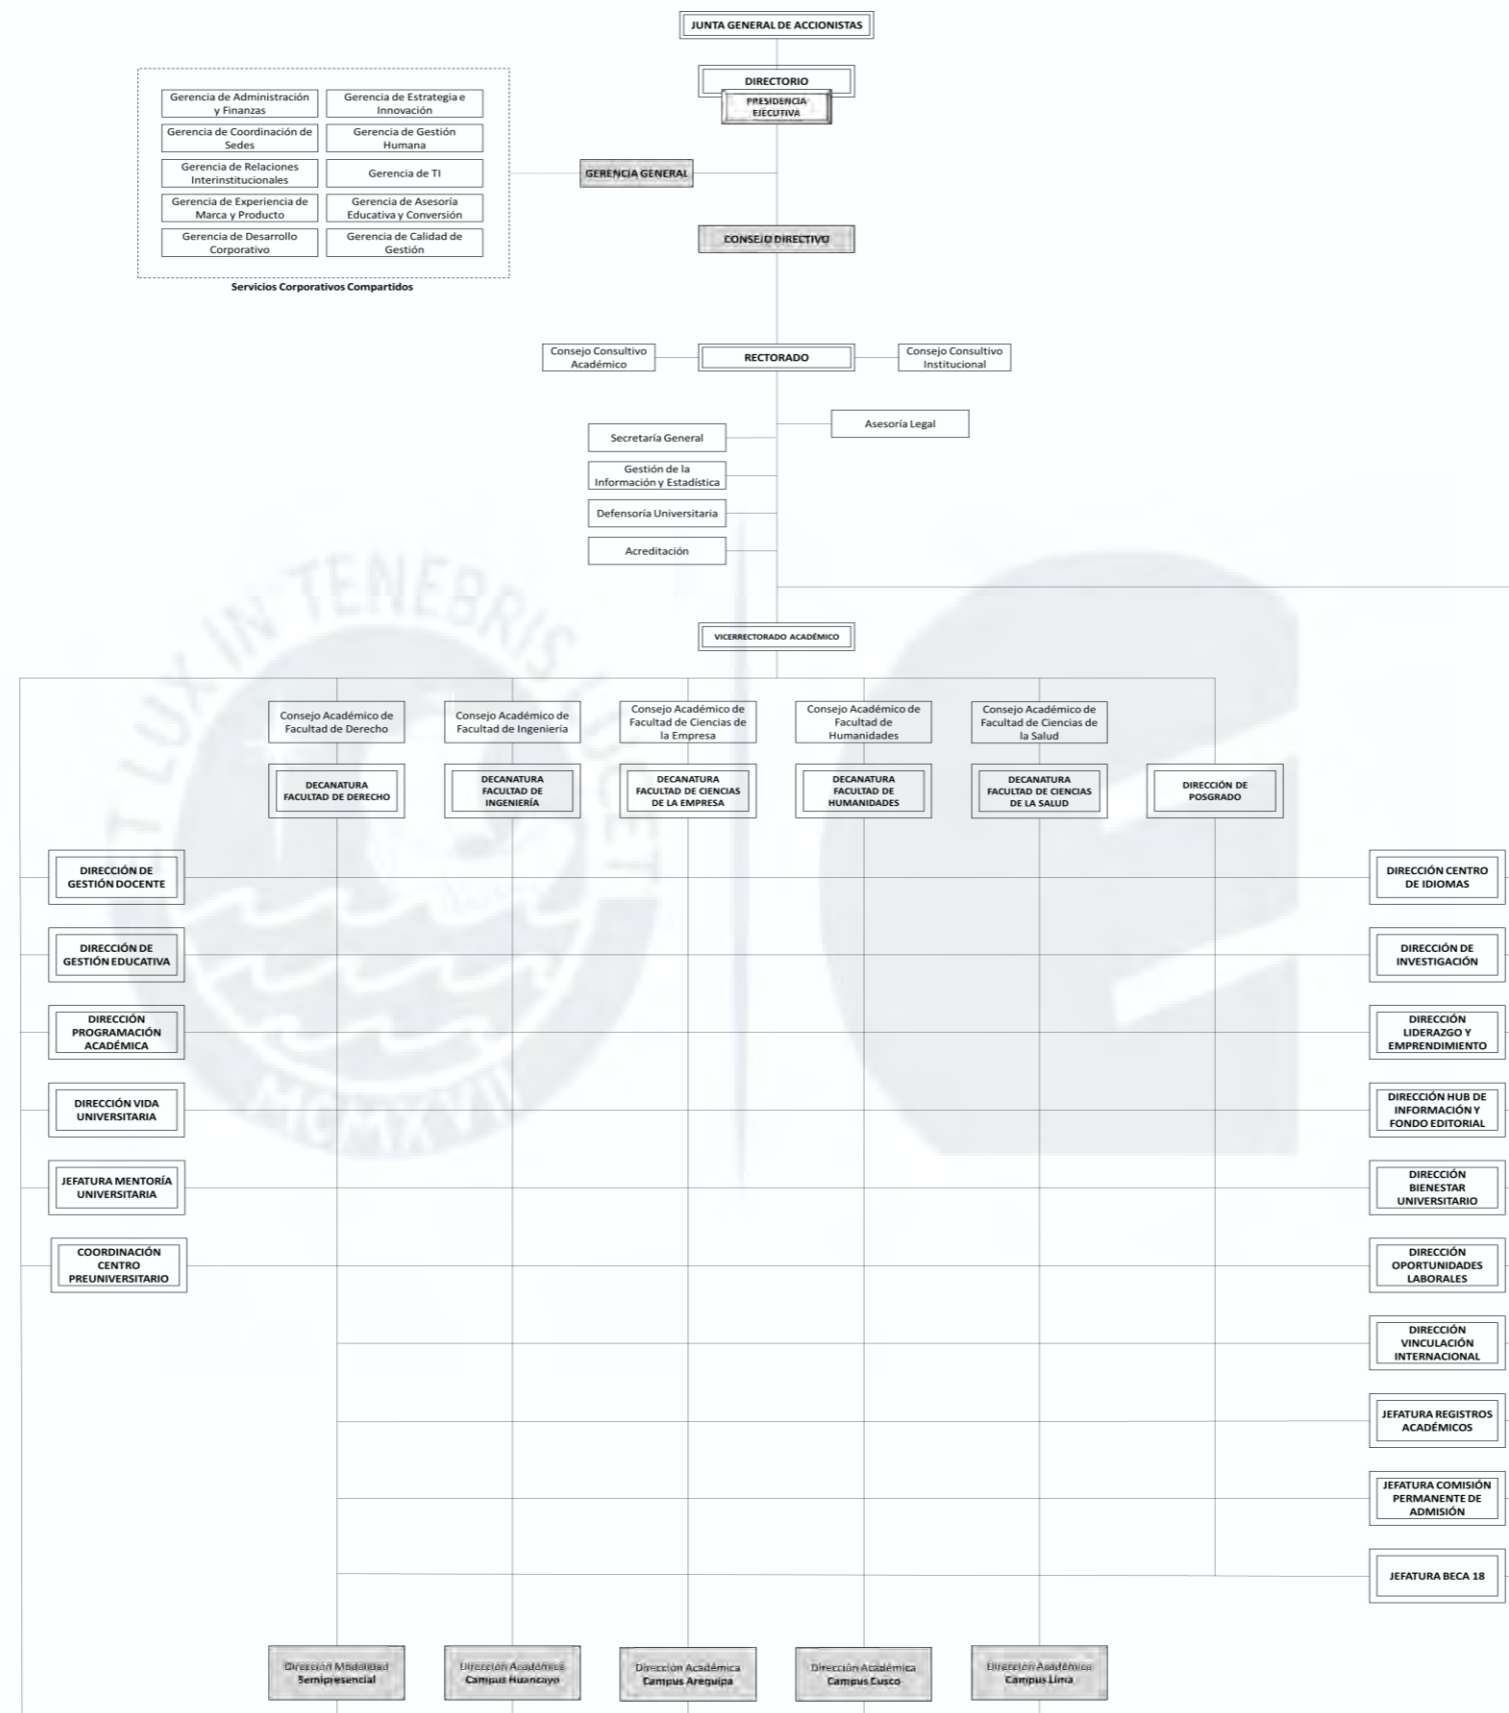 JUNTA GENERAL DE ACCIONISTAS
DIRECTORIO
PRESIDENCIA
EJECUTIVA
Gerencia de Administración
y Finanzas
Gerencia de Estrategia e
Innovación
Gerencia de Coordinación de
Sedes
Gerencia de Gestión
Humana
Gerencia de Relaciones
Interinstitucionales
Gerencia de TI
Gerencia de Experiencia de
Marca y Producto
Gerencia de Asesoría
Educativa y Conversión
Gerencia de Desarrollo
Corporativo
Gerencia de Calidad de
Gestión
Servicios Corporativos Compartidos
GERENCIA GENERAL
CONSEJO DIRECTIVO
Consejo Consultivo
Académico
RECTORADO
Consejo Consultivo
Institucional
Asesoría Legal
Secretaría General
Gestión de la
Información y Estadística
Defensoría Universitaria
Acreditación
VICERRECTORADO ACADÉMICO
Consejo Académico de
Facultad de Derecho
Consejo Académico de
Facultad de Ingeniería
Consejo Académico de
Facultad de Ciencias de
la Empresa
Consejo Académico de
Facultad de
Humanidades
Consejo Académico de
Facultad de Ciencias de
la Salud
DECANATURA
FACULTAD DE DERECHO
DECANATURA
FACULTAD DE
INGENIERÍA
DECANATURA
FACULTAD DE CIENCIAS
DE LA EMPRESA
DECANATURA
FACULTAD DE
HUMANIDADES
DECANATURA
FACULTAD DE CIENCIAS
DE LA SALUD
DIRECCIÓN DE
POSGRADO
DIRECCIÓN DE
GESTIÓN DOCENTE
DIRECCIÓN CENTRO
DE IDIOMAS
DIRECCIÓN DE
GESTIÓN EDUCATIVA
DIRECCIÓN DE
INVESTIGACIÓN
DIRECCIÓN
PROGRAMACIÓN
ACADÉMICA
DIRECCIÓN
LIDERAZGO Y
EMPRENDIMIENTO
DIRECCIÓN VIDA
UNIVERSITARIA
DIRECCIÓN HUB DE
INFORMACIÓN Y
FONDO EDITORIAL
JEFATURA MENTORÍA
UNIVERSITARIA
DIRECCIÓN
BIENESTAR
UNIVERSITARIO
COORDINACIÓN
CENTRO
PREUNIVERSITARIO
DIRECCIÓN
OPORTUNIDADES
LABORALES
DIRECCIÓN
VINCULACIÓN
INTERNACIONAL
JEFATURA REGISTROS
ACADÉMICOS
JEFATURA COMISIÓN
PERMANENTE DE
ADMISIÓN
JEFATURA BECA 18
Dirección Modalidad
Semipresencial
Dirección Académica
Campus Huancayo
Dirección Académica
Campus Arequipa
Dirección Académica
Campus Cusco
Dirección Académica
Campus Lima
ET LUX IN TENEBRIS LUCET
MCMXVII